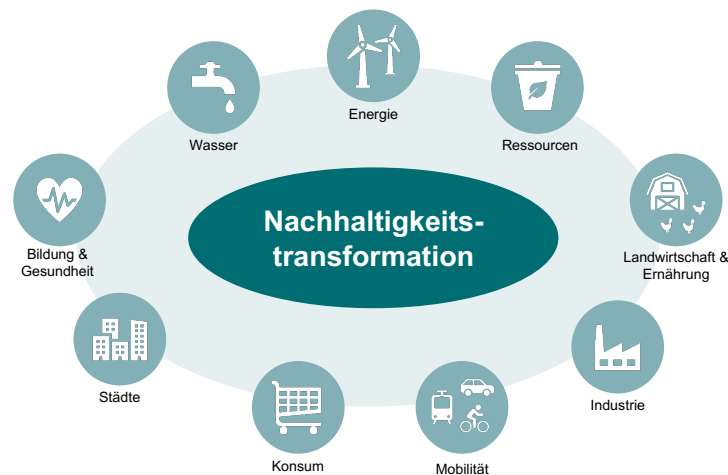 Energie
Wasser
Ressourcen
Nachhaltigkeits-
transformation
Bildung &
Gesundheit
Landwirtschaft &
Ernährung
Städte
Industrie
Konsum
Mobilität